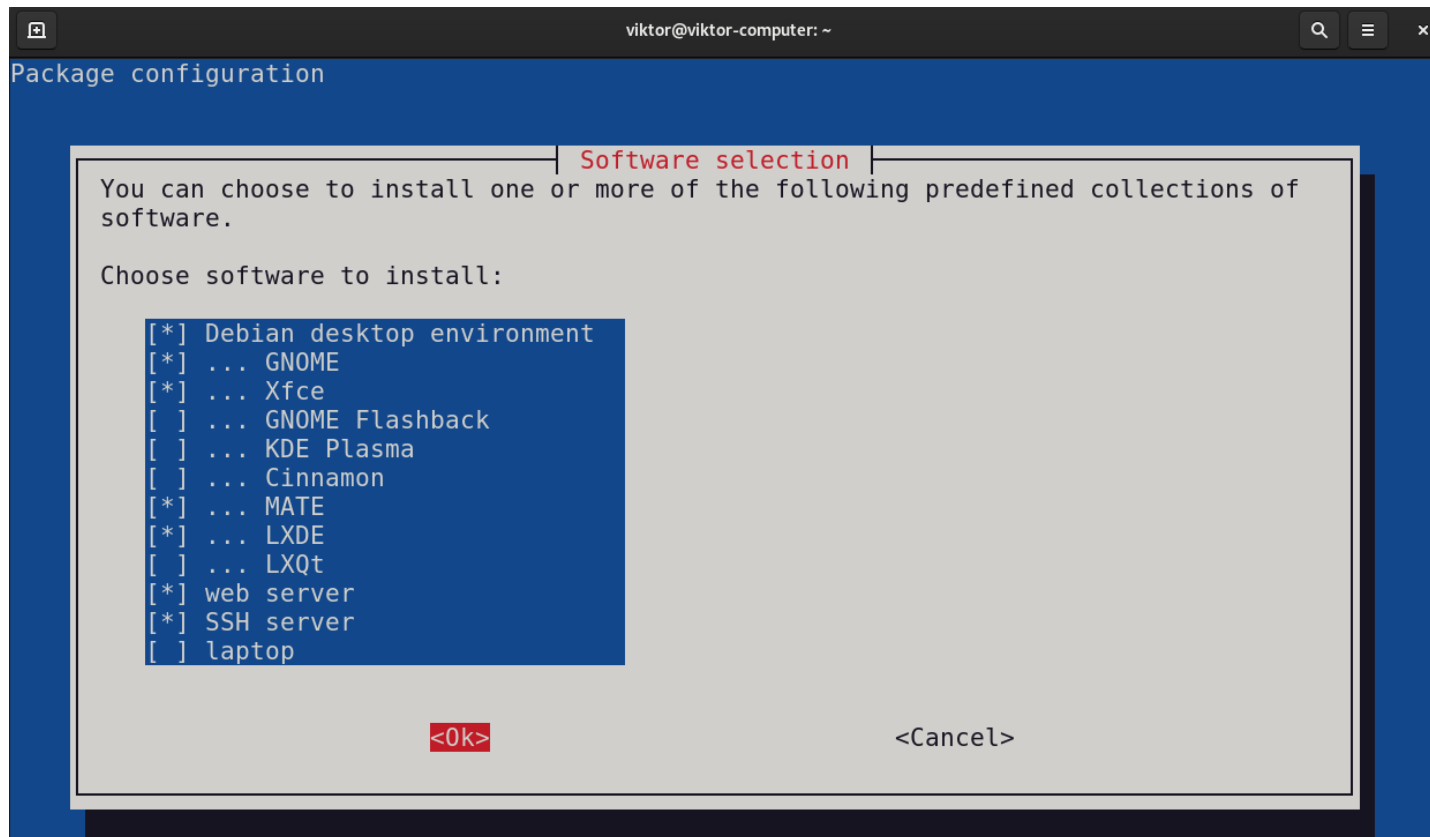 viktor@viktor-computer: ~
Package configuration
Software selection
You can choose to install one or more of the following predefined collections of
software.
Choose software to install:
[*] Debian desktop environment
[*] ... GNOME
[*] ... Xfce
[ ] ... GNOME Flashback
[ ] ... KDE Plasma
[ ] ... Cinnamon
[*] ... MATE
[*] ... LXDE
[ ] ... LXQt
[*] web server
[*] SSH server
[ ] laptop
<Ok> <Cancel>